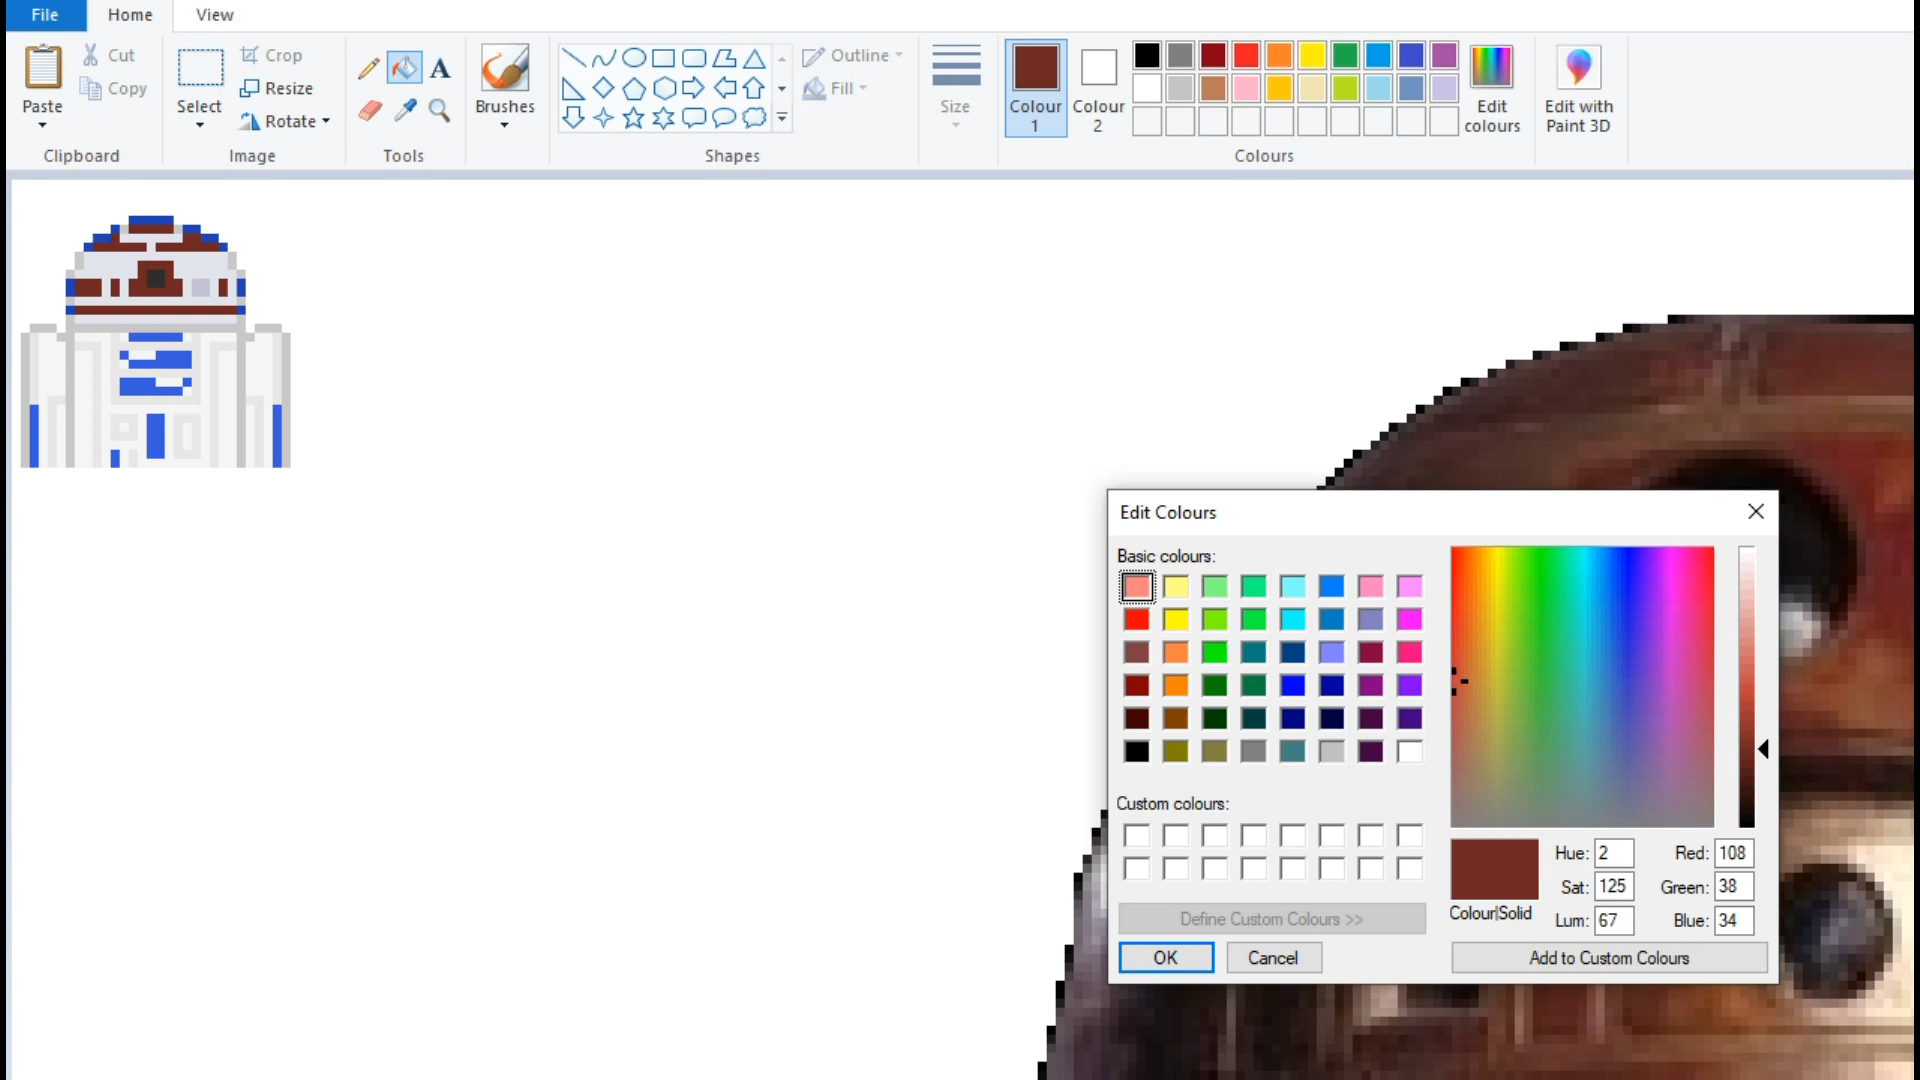 File
Home
View
Paste
Cut
Copy
Clipboard
Select
Crop
Resize
Rotate
Image
A
Tools
Brushes
Shapes
Outline
Fill
Size
Colour
1
Colour
2
Edit
colours
Colours
Edit with
Paint 3D
Edit Colours
Basic colours:
Custom colours:
Define Custom Colours >>
OK
Cancel
Colour|Solid
Hue: 2
Sat: 125
Lum: 67
Red: 108
Green: 38
Blue: 34
Add to Custom Colours